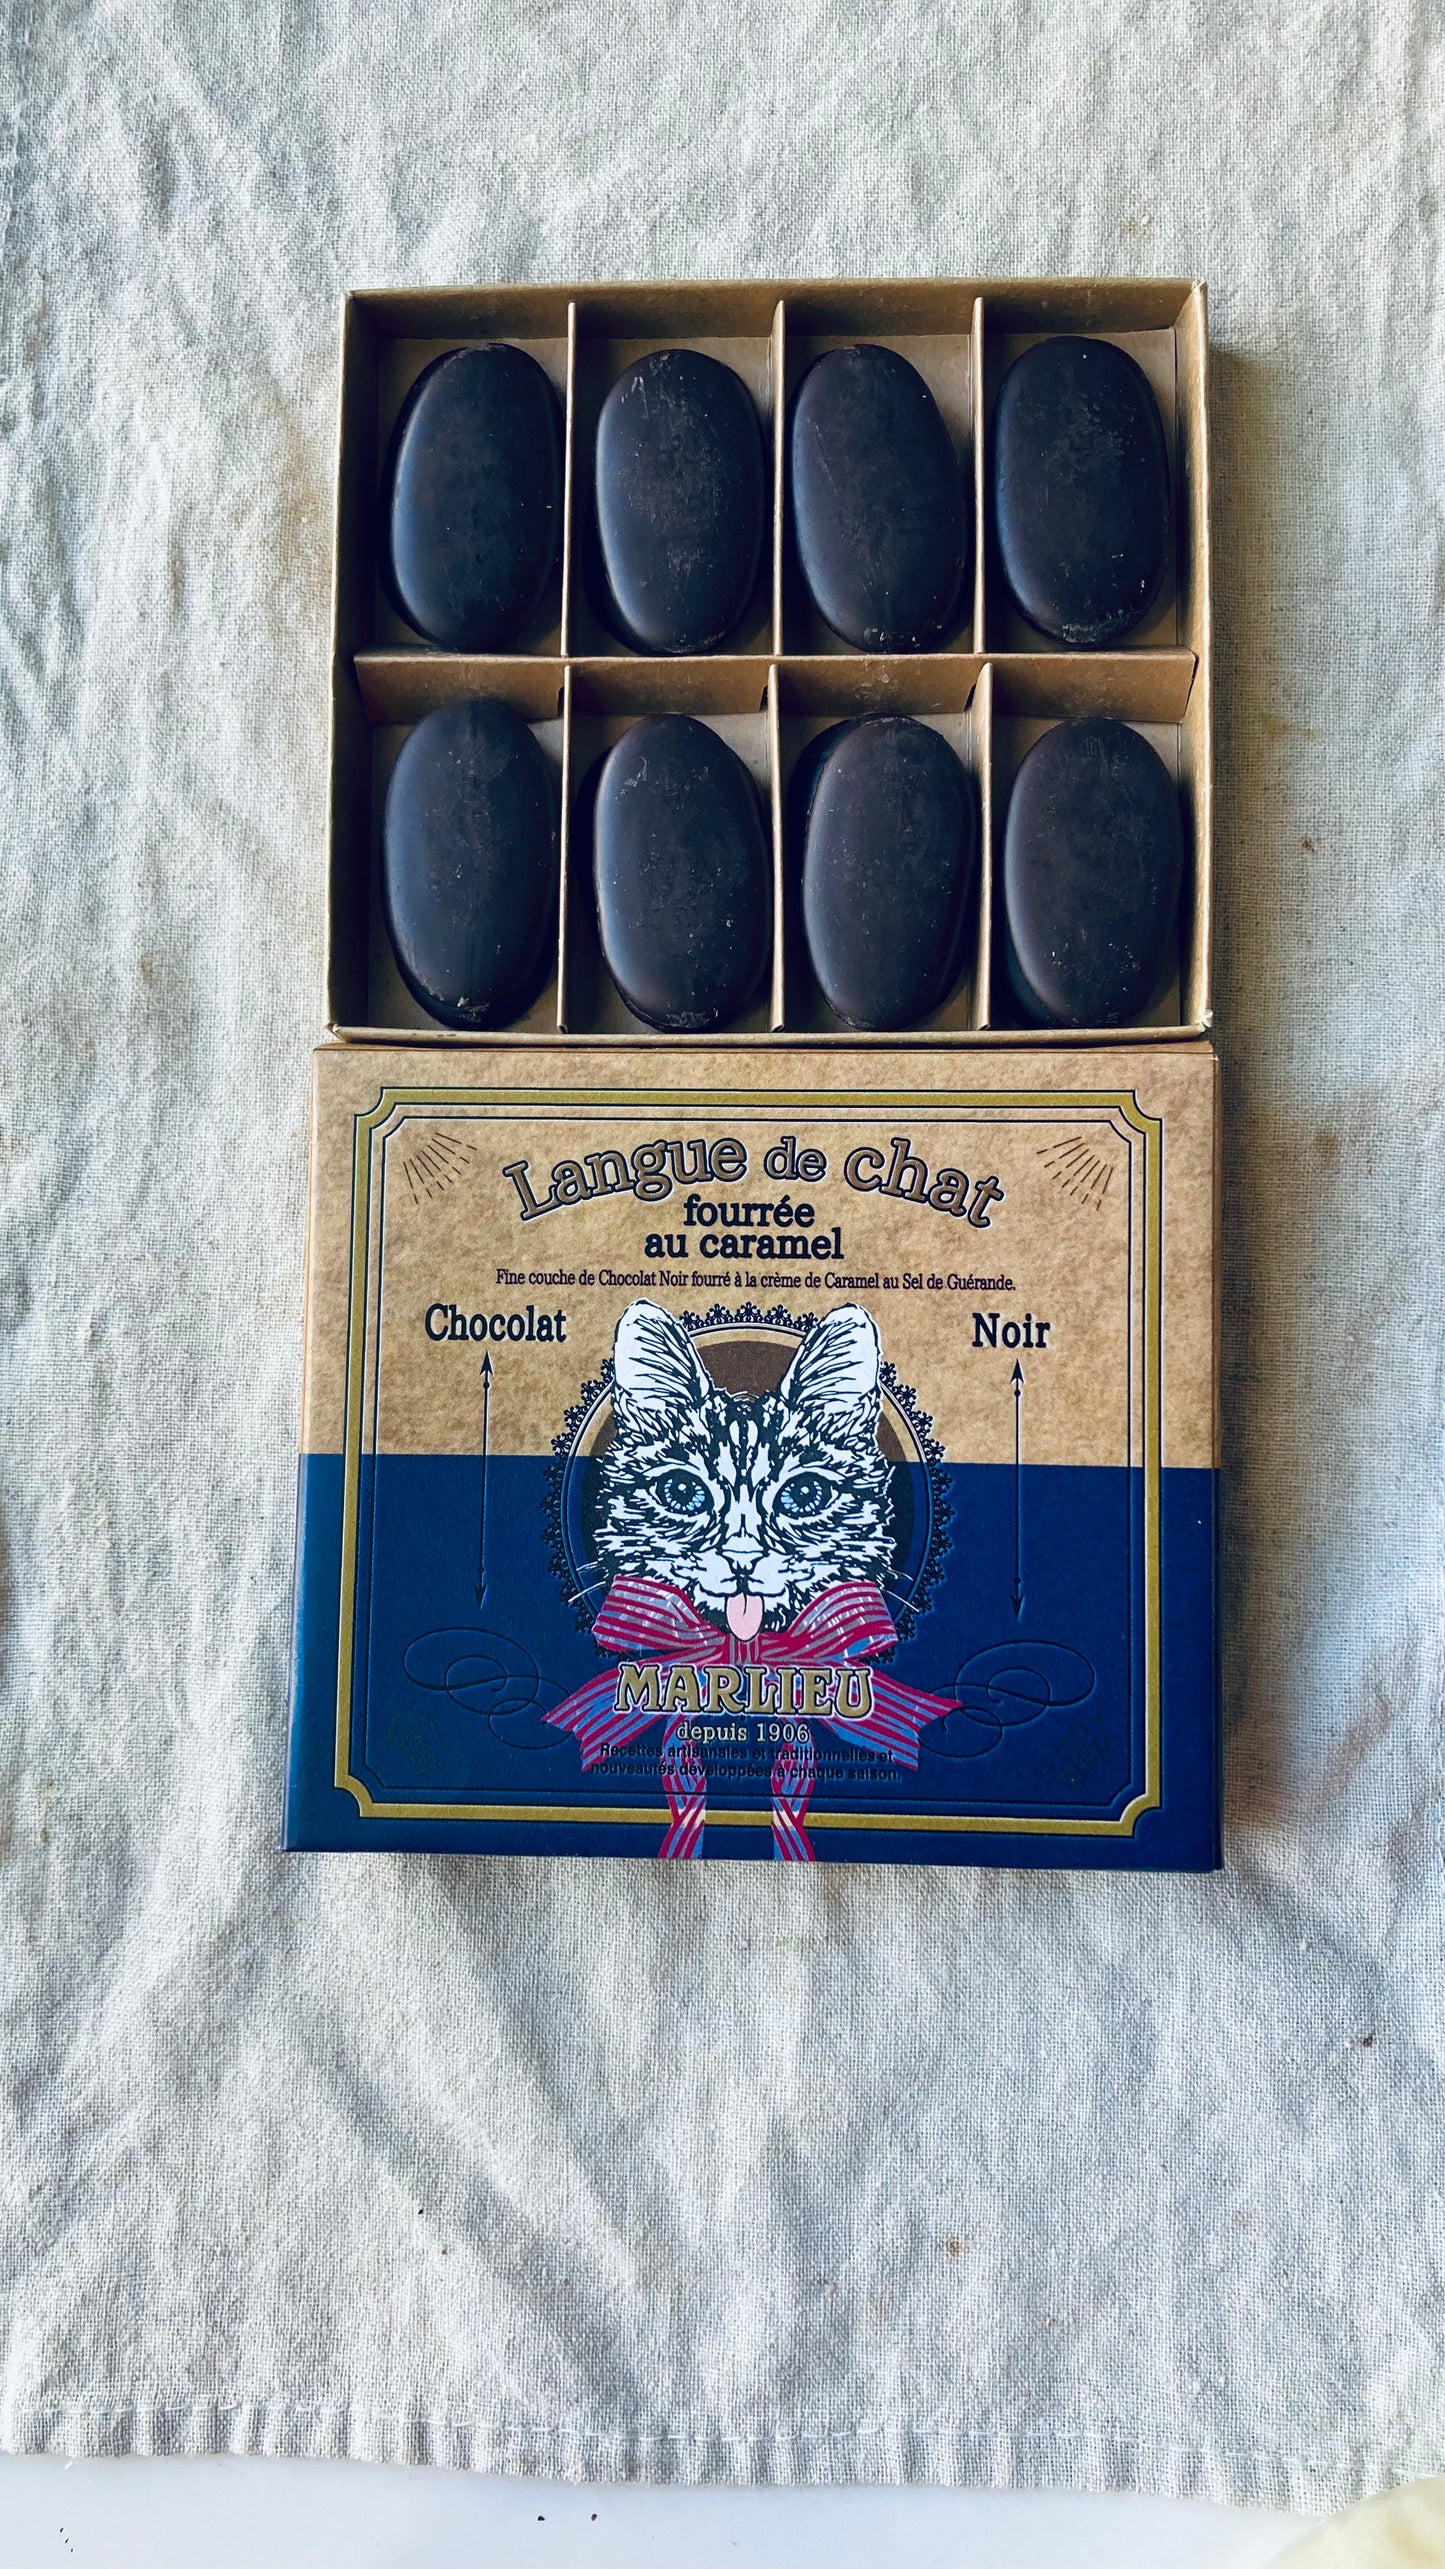 Langue de chat
fourrée
au caramel
Fine couche de Chocolat Noir fourré à la crème de Caramel au Sel de Guérande.
Chocolat Noir
MARLIEU
depuis 1906
Recettes artisanales et traditionnelles et
nouveautés développées à chaque saison.